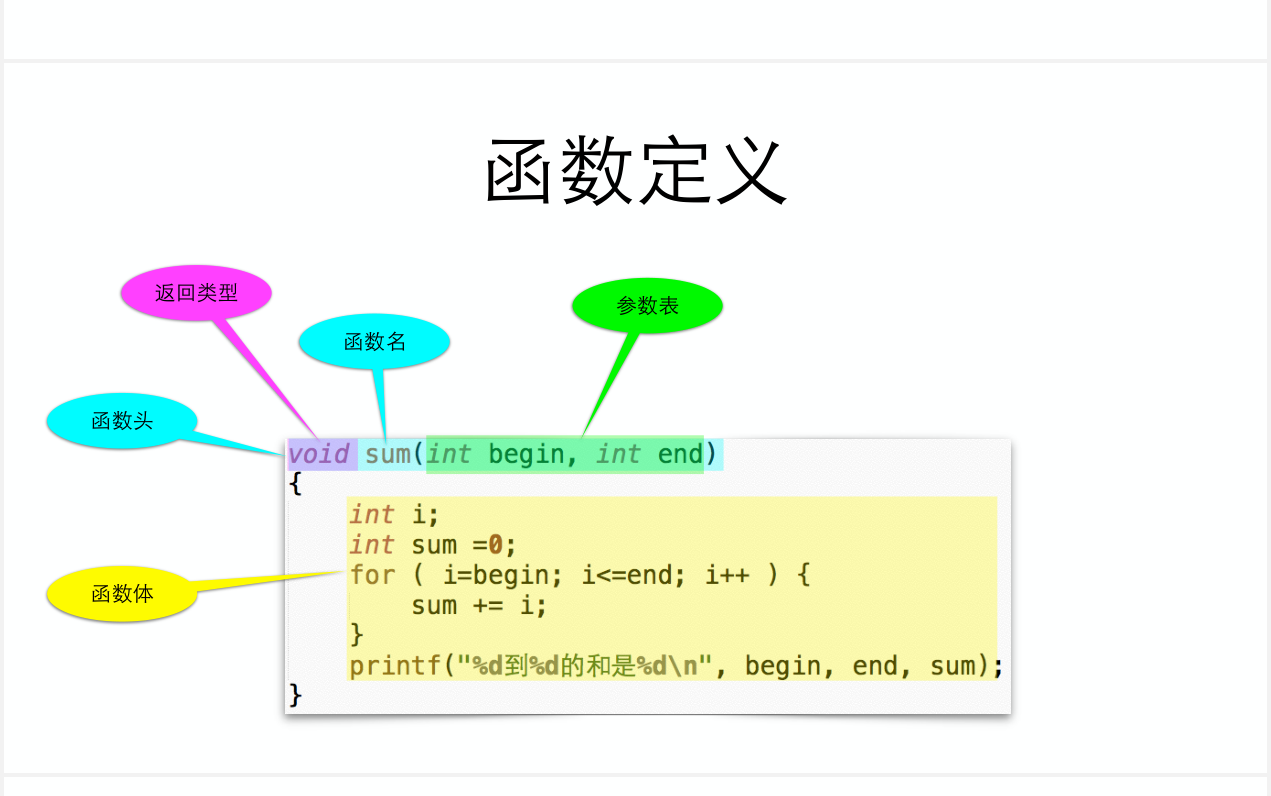 函数定义
返回类型
函数名
参数表
函数头
void sum(int begin, int end)
{
int i;
int sum =0;
函数体
for ( i=begin; i<=end; i++ ) {
sum += i;
}
printf("%d到%d的和是%d\n", begin, end, sum);
}